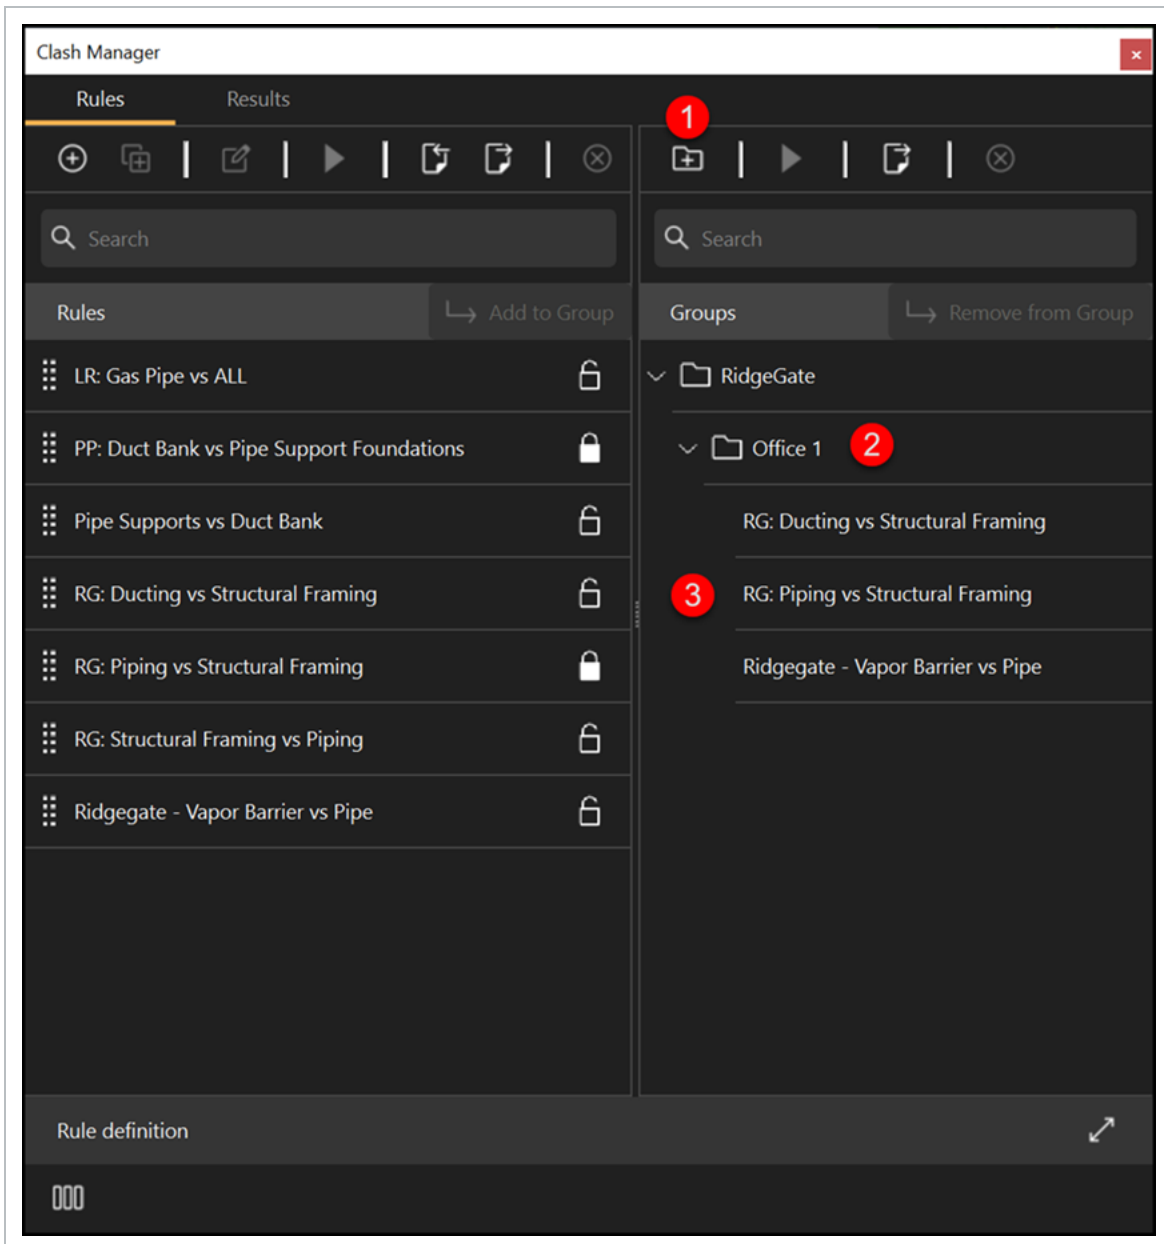 Clash Manager
Rules
Results
1
Search
Search
Rules
Add to Group
Groups
Remove from Group
LR: Gas Pipe vs ALL
PP: Duct Bank vs Pipe Support Foundations
Pipe Supports vs Duct Bank
RG: Ducting vs Structural Framing
RG: Piping vs Structural Framing
RG: Structural Framing vs Piping
Ridgegate - Vapor Barrier vs Pipe
RidgeGate
Office 1
2
RG: Ducting vs Structural Framing
3
RG: Piping vs Structural Framing
Ridgegate - Vapor Barrier vs Pipe
Rule definition